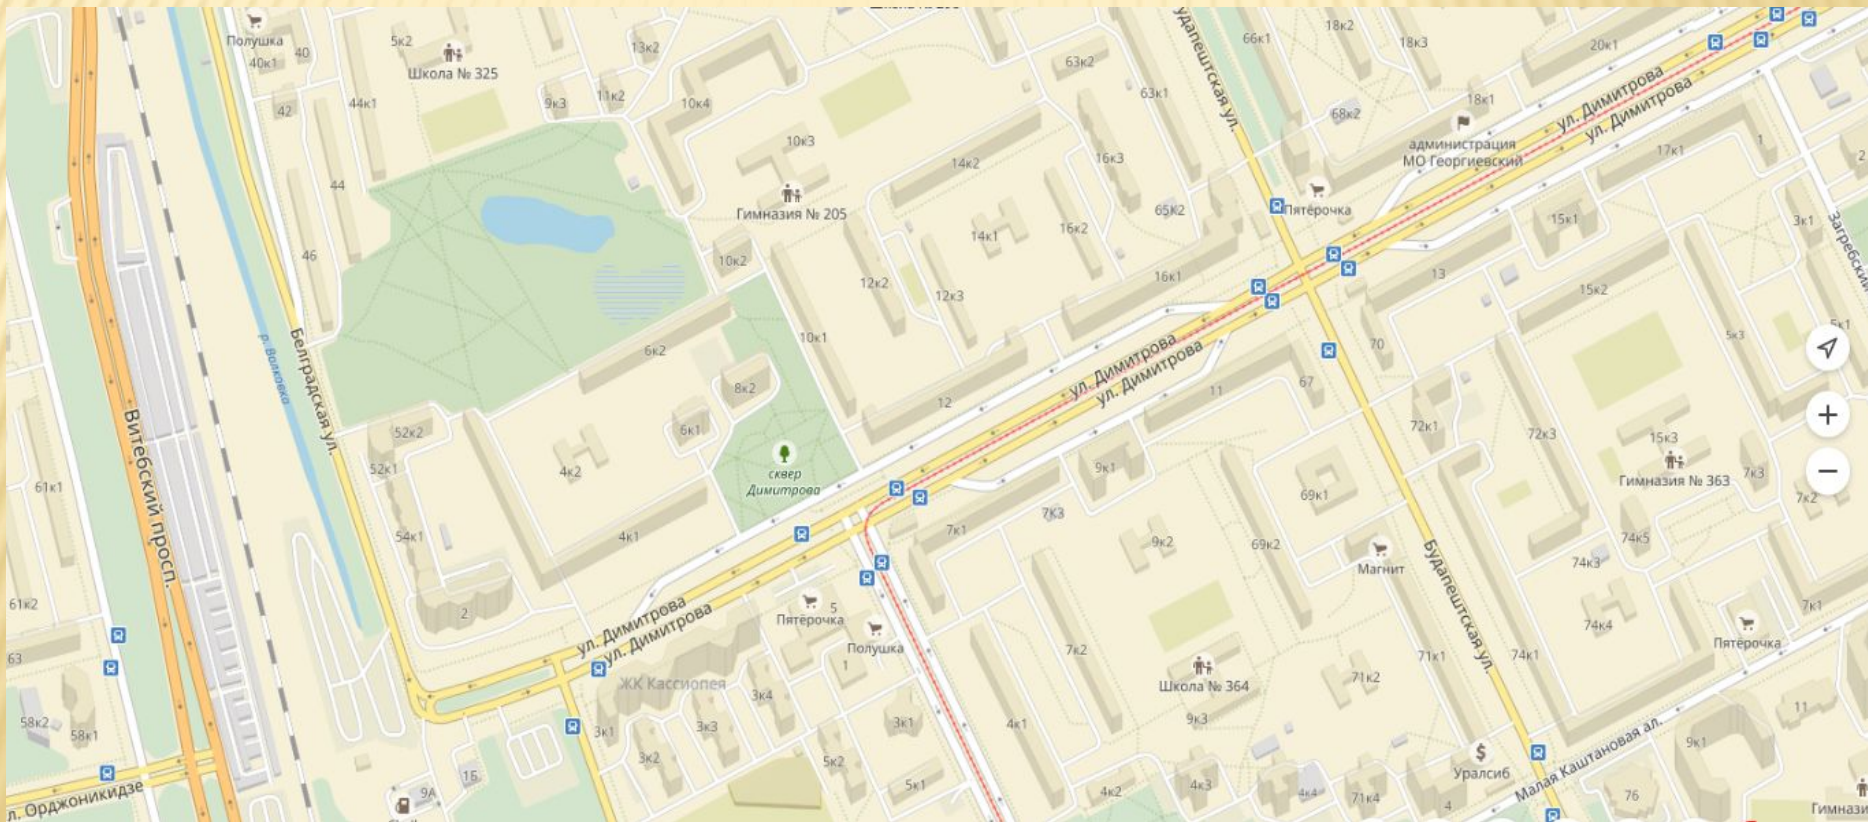 Полушка
40
40к1
5к2
Школа № 325
13к2
42
44к1
9к3
11к2
10к4
63к2
63к1
66к1
18к2
18к3
20к1
68к2
18к1
ул. Димитрова
ул. Димитрова
администрация
МО Георгиевский
17к1
1
2
10к3
Гимназия № 205
14к2
16к3
65К2
Пятёрочка
15к1
3к1
44
46
10к2
12к2
12к3
14к1
16к2
16к1
13
15к2
5к3
5к1
р. Волковка
Белградская ул.
6к2
10к1
8к2
12
ул. Димитрова
ул. Димитрова
11
67
70
Витебский просп.
52к2
52к1
4к2
6к1
сквер
Димитрова
9к1
69к1
72к1
72к3
15к3
Гимназия № 363
7к3
7к2
61к1
54к1
4к1
7к1
7К3
9к2
69к2
Магнит
Будапештская ул.
74к5
74к3
61к2
2
ул. Димитрова
ул. Димитрова
5
Пятёрочка
Полушка
1
7к2
Школа № 364
9к3
71к2
71к1
74к1
74к4
7к1
Пятёрочка
63
ЖК Кассиопея
3к4
3к3
3к1
3к2
3к1
5к2
5к1
4к1
58к2
58к1
1Б
9А
4к2
4к3
4к4
71к4
4
Уралсиб
Малая Каштановая ал.
9к1
11
76